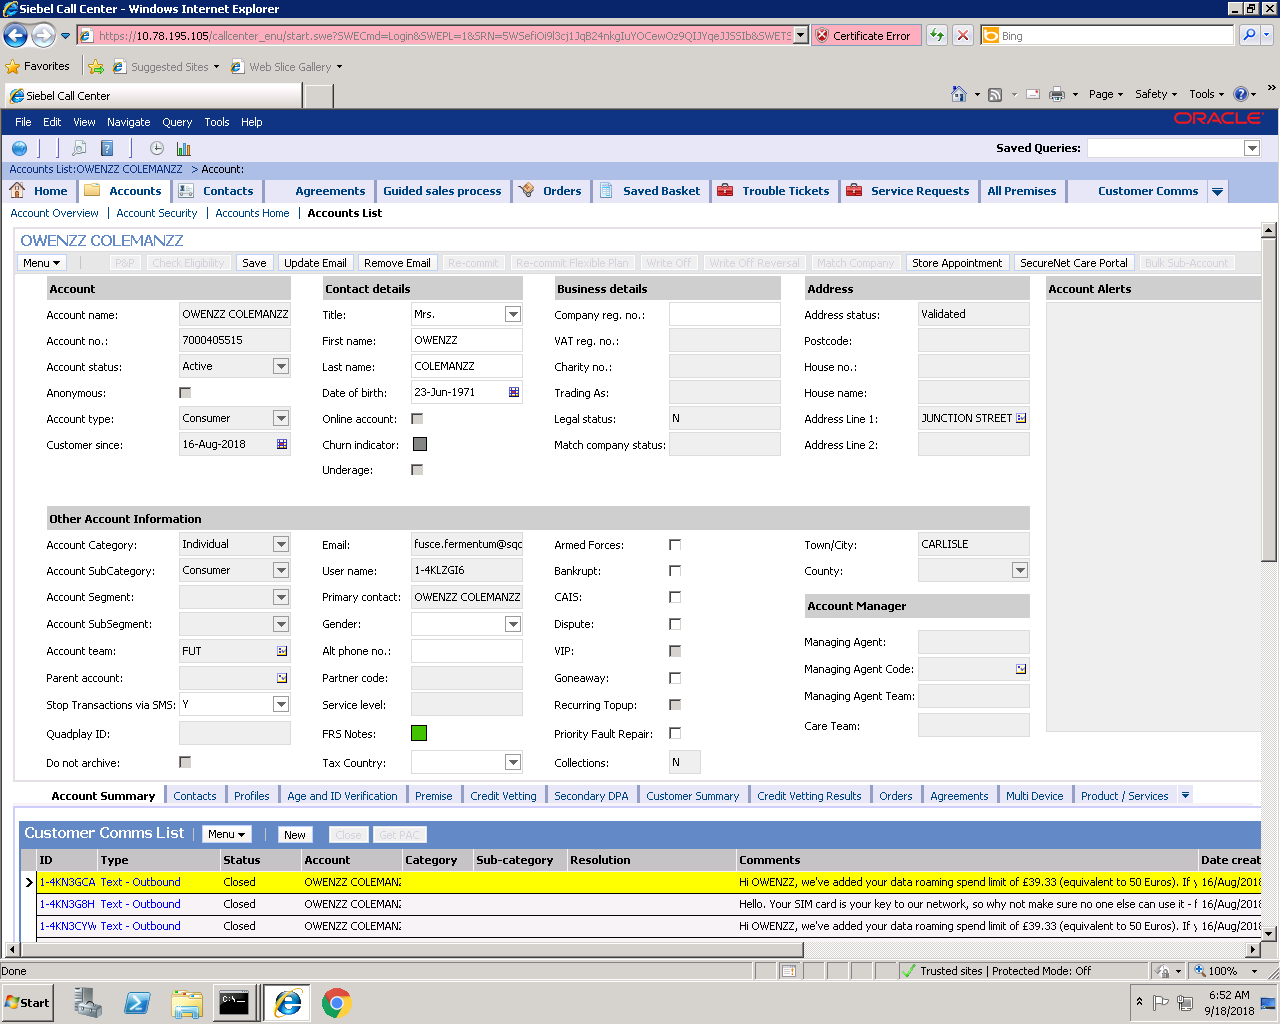 Siebel Call Center - Windows Internet Explorer
https://10.78.195.105/callcenter_enu/start.swe?SWECmd=Login&SWEPL=1&SRN=
Certificate Error
Bing
Favorites
Suggested Sites
Web Slice Gallery
Siebel Call Center
Page
Safety
Tools
File Edit View Navigate Query Tools Help
ORACLE
Saved Queries:
Accounts List:OWENZZ COLEMANZZ > Account:
Home
Accounts
Contacts
Agreements
Guided sales process
Orders
Saved Basket
Trouble Tickets
Service Requests
All Premises
Customer Comms
Account Overview | Account Security | Accounts Home | Accounts List
OWENZZ COLEMANZZ
Menu
P&P
Check Eligibility
Save
Update Email
Remove Email
Re-commit
Re-commit Flexible Plan
Write Off
Write Off Reversal
Match Company
Store Appointment
SecureNet Care Portal
Bulk Sub-Account
Account
Account name: OWENZZ COLEMANZZ
Account no.: 7000405515
Account status: Active
Anonymous:
Account type: Consumer
Customer since: 16-Aug-2018
Contact details
Title: Mrs.
First name: OWENZZ
Last name: COLEMANZZ
Date of birth: 23-Jun-1971
Online account:
Churn indicator:
Underage:
Business details
Company reg. no.:
VAT reg. no.:
Charity no.:
Trading As:
Legal status: N
Match company status:
Address
Address status: Validated
Postcode:
House no.:
House name:
Address Line 1: JUNCTION STREET
Address Line 2:
Account Alerts
Other Account Information
Account Category: Individual
Account SubCategory: Consumer
Account Segment:
Account SubSegment:
Account team: FUT
Parent account:
Stop Transactions via SMS: Y
Quadplay ID:
Do not archive:
Email: fusce.fermentum@sqc
User name: 1-4KLZGI6
Primary contact: OWENZZ COLEMANZZ
Gender:
Alt phone no.:
Partner code:
Service level:
FRS Notes:
Tax Country:
Armed Forces:
Bankrupt:
CAIS:
Dispute:
VIP:
Goneaway:
Recurring Topup:
Priority Fault Repair:
Collections: N
Town/City: CARLISLE
County:
Account Manager
Managing Agent:
Managing Agent Code:
Managing Agent Team:
Care Team:
Account Summary
Contacts
Profiles
Age and ID Verification
Premise
Credit Vetting
Secondary DPA
Customer Summary
Credit Vetting Results
Orders
Agreements
Multi Device
Product / Services
Customer Comms List
Menu
New
Close
Get PAC
ID Type Status Account Category Sub-category Resolution Comments Date creat
1-4KN3GCA Text - Outbound Closed OWENZZ COLEMANZ Hi OWENZZ, we've added your data roaming spend limit of £39.33 (equivalent to 50 Euros). If y 16/Aug/2018
1-4KN3G8H Text - Outbound Closed OWENZZ COLEMANZ Hello. Your SIM card is your key to our network, so why not make sure no one else can use it - f 16/Aug/2018
1-4KN3CYW Text - Outbound Closed OWENZZ COLEMANZ Hi OWENZZ, we've added your data roaming spend limit of £39.33 (equivalent to 50 Euros). If y 16/Aug/2018
Done
Trusted sites | Protected Mode: Off
100%
Start
6:52 AM
9/18/2018